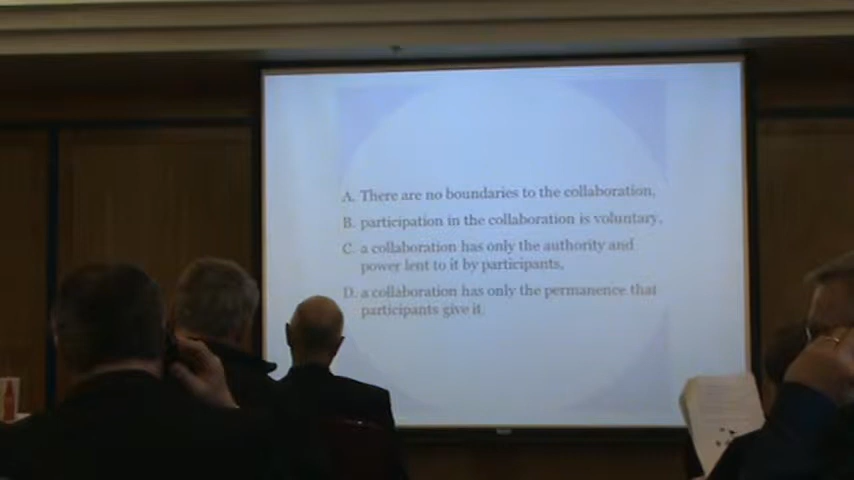 A. There are no boundaries to the collaboration,
B. participation in the collaboration is voluntary,
C. a collaboration has only the authority and
power lent to it by participants,
D. a collaboration has only the permanence that
participants give it.